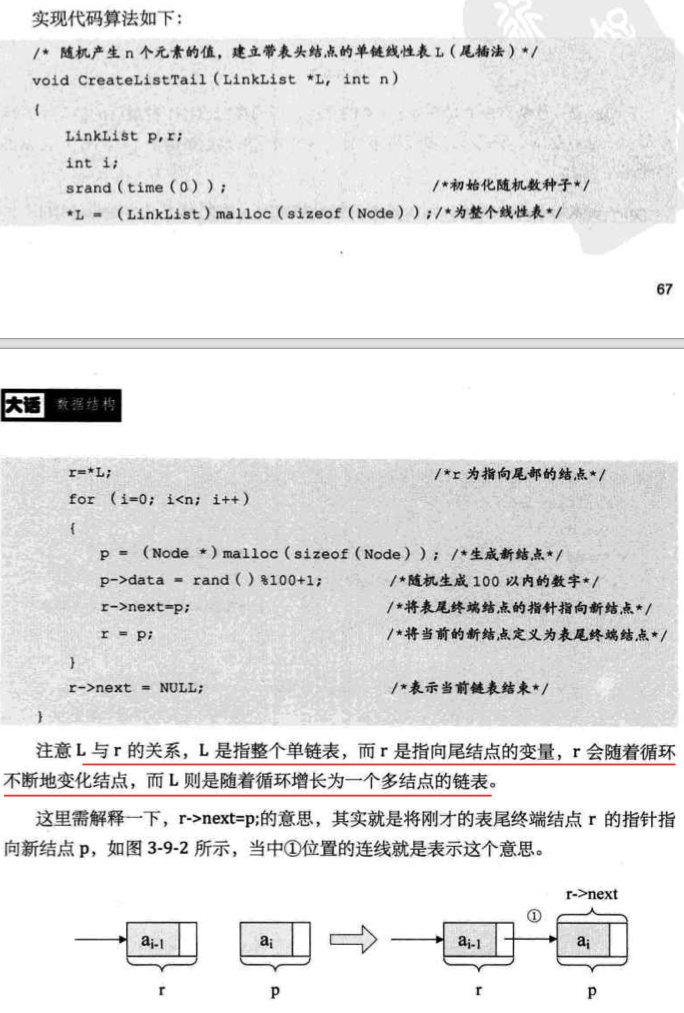 实现代码算法如下：
/* 随机产生 n 个元素的值，建立带表头结点的单链线性表 L（尾插法）*/
void CreateListTail(LinkList *L, int n)
{
LinkList p,r;
int i;
srand(time(0)); /*初始化随机数种子*/
*L = (LinkList)malloc(sizeof(Node));/*为整个线性表*/
67
大话 数据结构
r=*L; /*r 为指向尾部的结点*/
for (i=0; i<n; i++)
{
p = (Node *)malloc(sizeof(Node)); /*生成新结点*/
p->data = rand()%100+1; /*随机生成 100 以内的数字*/
r->next=p; /*将表尾终端结点的指针指向新结点*/
r = p; /*将当前的新结点定义为表尾终端结点*/
}
r->next = NULL; /*表示当前链表结束*/
}
注意 L 与 r 的关系，L 是指整个单链表，而 r 是指向尾结点的变量，r 会随着循环
不断地变化结点，而 L 则是随着循环增长为一个多结点的链表。
这里需解释一下，r->next=p;的意思，其实就是将刚才的表尾终端结点 r 的指针指
向新结点 p，如图 3-9-2 所示，当中①位置的连线就是表示这个意思。
r->next
①
ai-1 ai ai-1 ai
r p r p